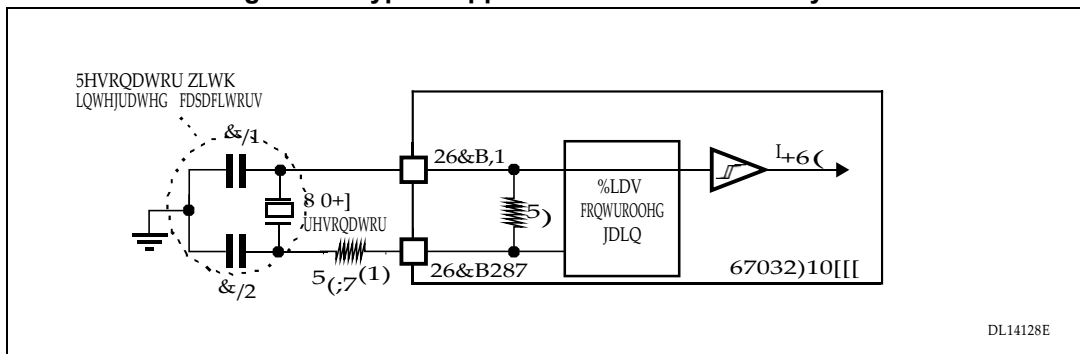 5HVRQDWRU ZLWK
LQWHJUDWHG FDSDFLWRUV
&/1
26&B,1
I+6(
%LDV
FRQWUROOHG
JDLQ
8 0+]
UHVRQDWRU
5)
26&B287
5(;7(1)
&/2
67032)10[[[
DL14128E